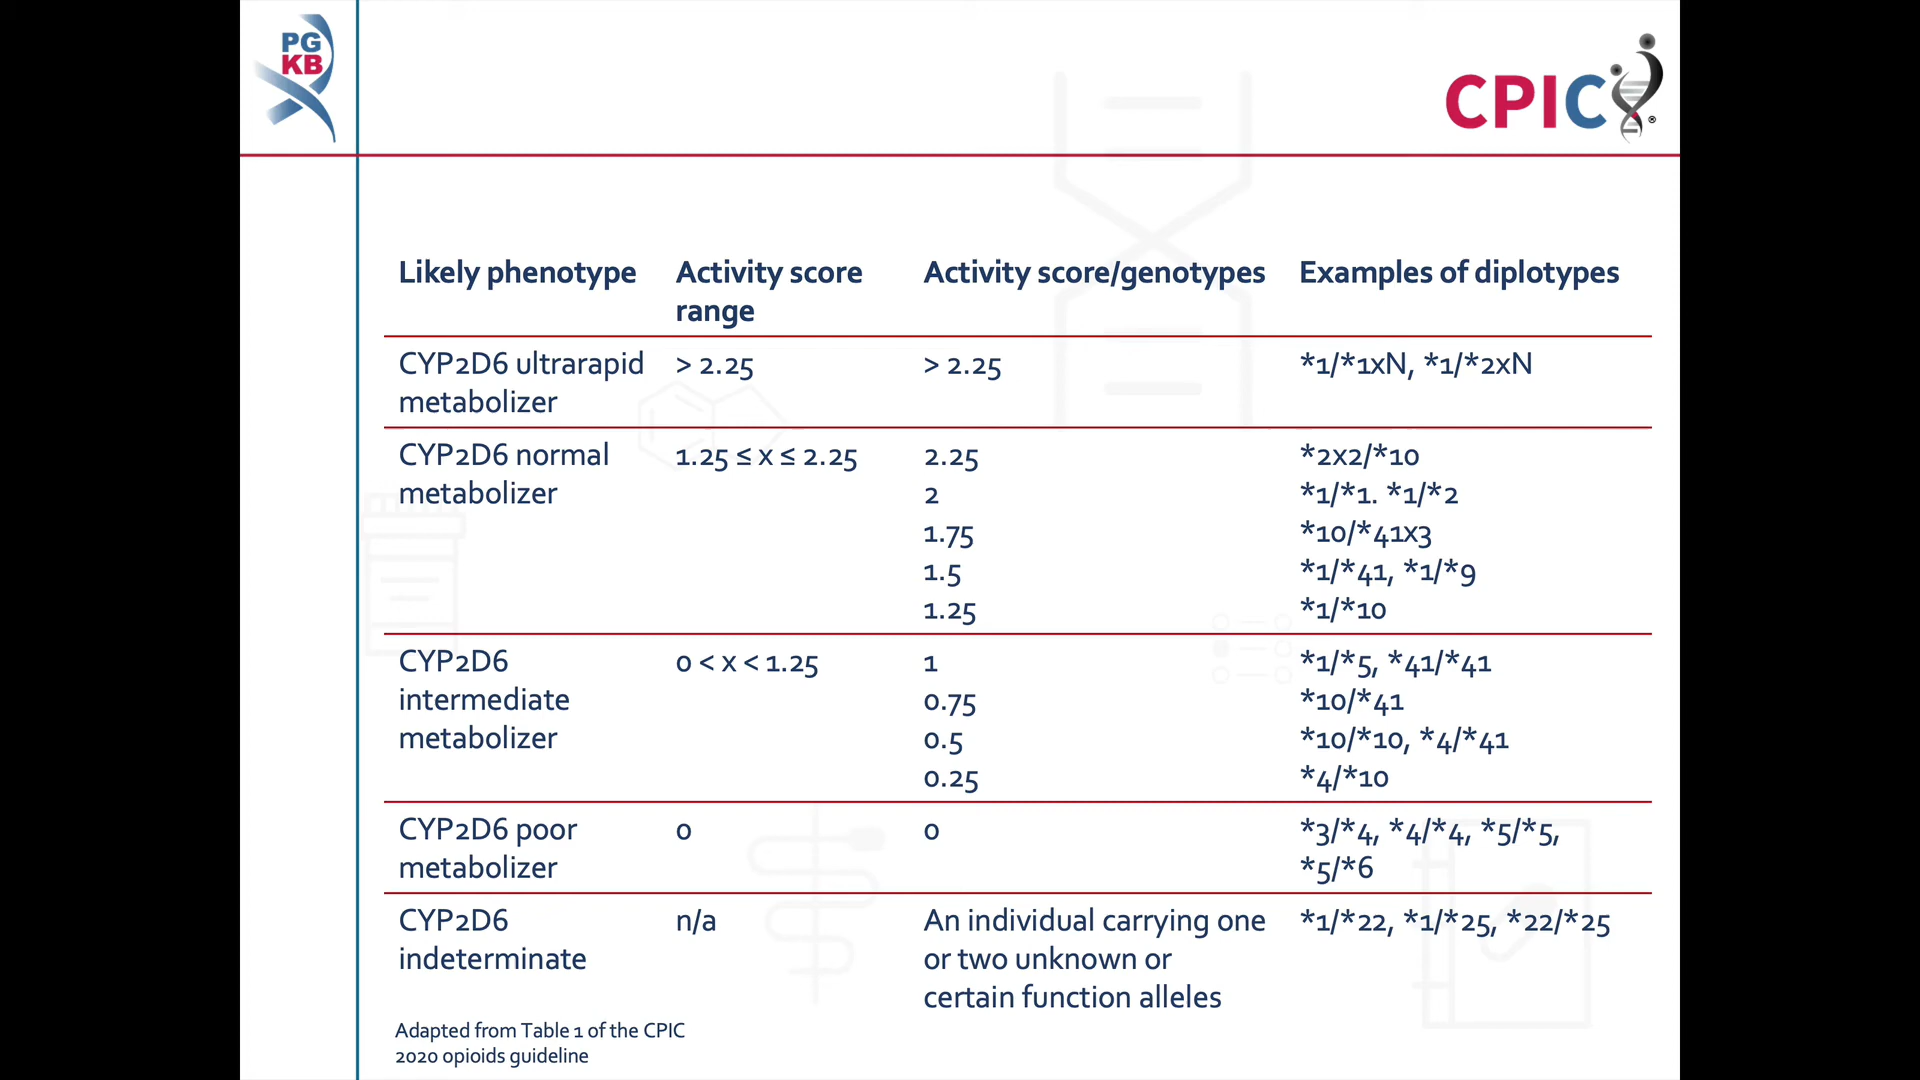 PG
KB
CPIC®
Likely phenotype Activity score range Activity score/genotypes Examples of diplotypes
CYP2D6 ultrarapid metabolizer > 2.25 > 2.25 *1/*1xN, *1/*2xN
CYP2D6 normal metabolizer 1.25 ≤ x ≤ 2.25 2.25 *2x2/*10
2 *1/*1. *1/*2
1.75 *10/*41x3
1.5 *1/*41, *1/*9
1.25 *1/*10
CYP2D6 intermediate metabolizer 0 < x < 1.25 1 *1/*5, *41/*41
0.75 *10/*41
0.5 *10/*10, *4/*41
0.25 *4/*10
CYP2D6 poor metabolizer 0 0 *3/*4, *4/*4, *5/*5, *5/*6
CYP2D6 indeterminate n/a An individual carrying one or two unknown or certain function alleles *1/*22, *1/*25, *22/*25
Adapted from Table 1 of the CPIC
2020 opioids guideline